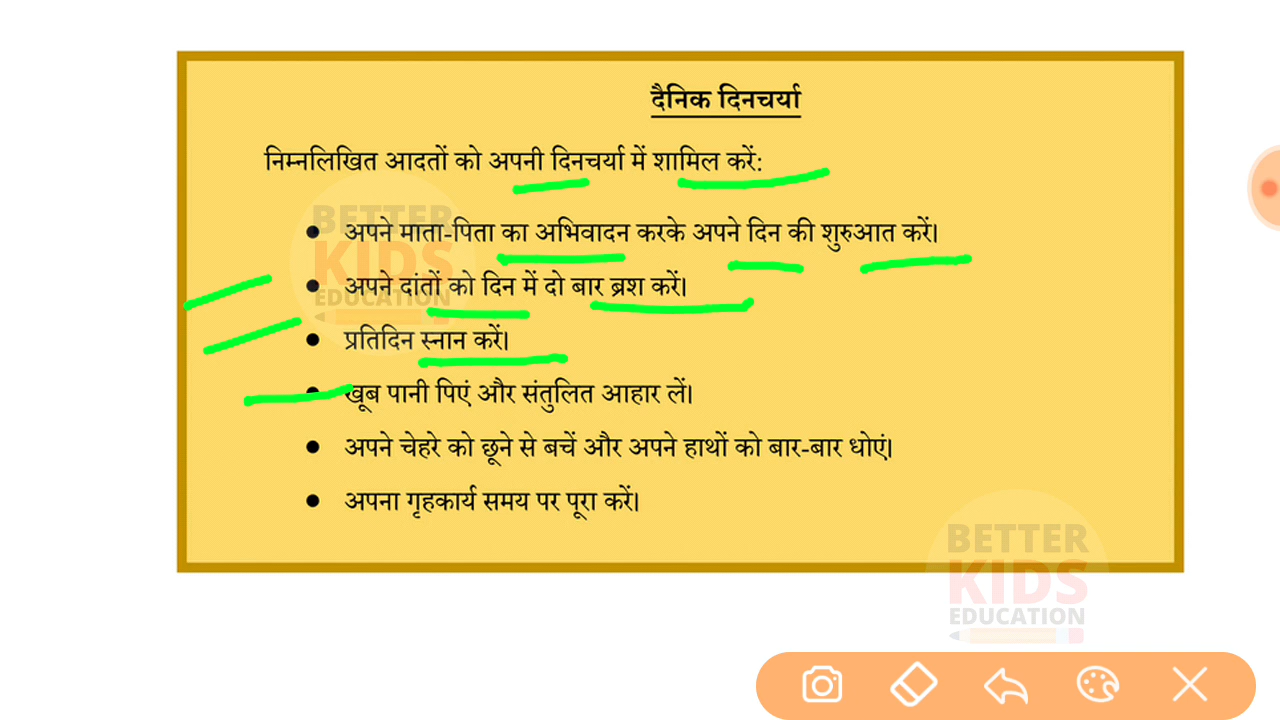 दैनिक दिनचर्या
निम्नलिखित आदतों को अपनी दिनचर्या में शामिल करें:
● अपने माता-पिता का अभिवादन करके अपने दिन की शुरुआत करें।
● अपने दांतों को दिन में दो बार ब्रश करें।
● प्रतिदिन स्नान करें।
● खूब पानी पिएं और संतुलित आहार लें।
● अपने चेहरे को छूने से बचें और अपने हाथों को बार-बार धोएं।
● अपना गृहकार्य समय पर पूरा करें।
BETTER
KIDS
EDUCATION
BETTER
KIDS
EDUCATION